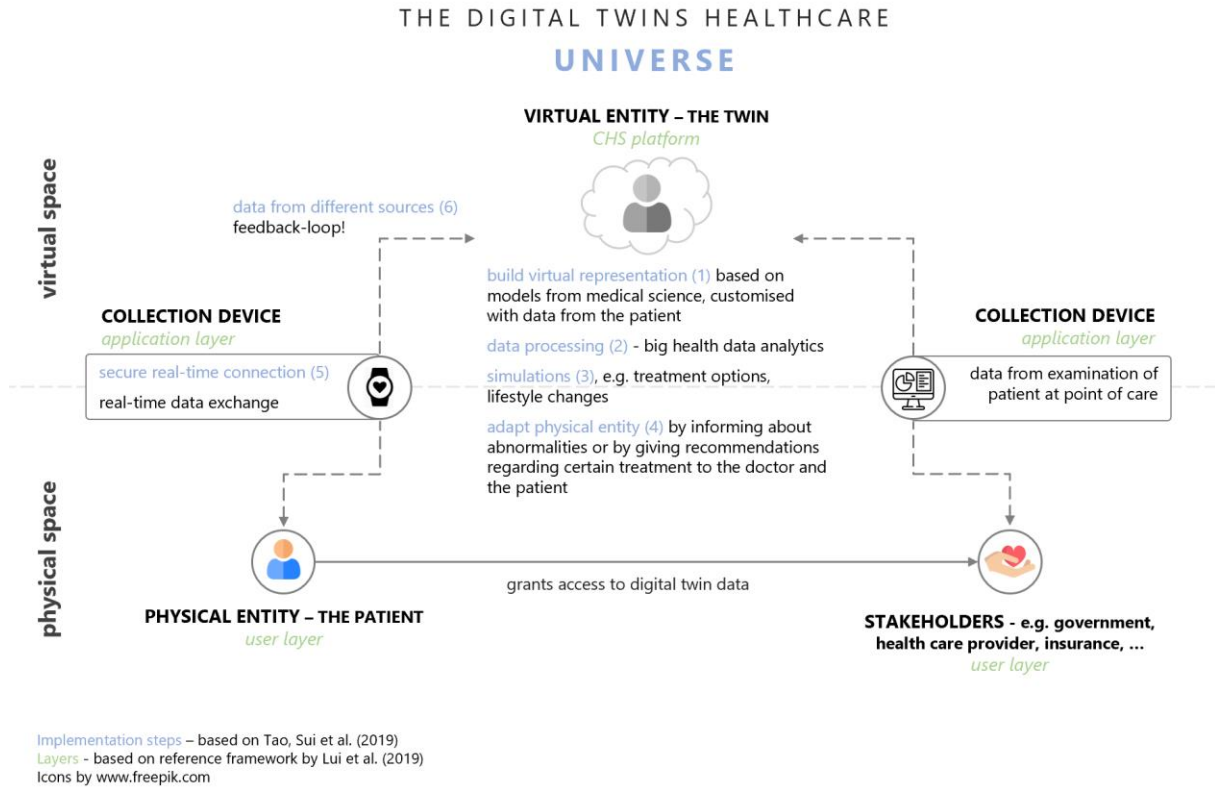 THE DIGITAL TWINS HEALTHCARE
UNIVERSE
VIRTUAL ENTITY – THE TWIN
CHS platform
virtual space
data from different sources (6)
feedback-loop!
build virtual representation (1) based on
models from medical science, customised
with data from the patient
data processing (2) - big health data analytics
simulations (3), e.g. treatment options,
lifestyle changes
adapt physical entity (4) by informing about
abnormalities or by giving recommendations
regarding certain treatment to the doctor and
the patient
COLLECTION DEVICE
application layer
secure real-time connection (5)
real-time data exchange
COLLECTION DEVICE
application layer
data from examination of
patient at point of care
physical space
grants access to digital twin data
PHYSICAL ENTITY – THE PATIENT
user layer
STAKEHOLDERS - e.g. government,
health care provider, insurance, ...
user layer
Implementation steps – based on Tao, Sui et al. (2019)
Layers - based on reference framework by Lui et al. (2019)
Icons by www.freepik.com